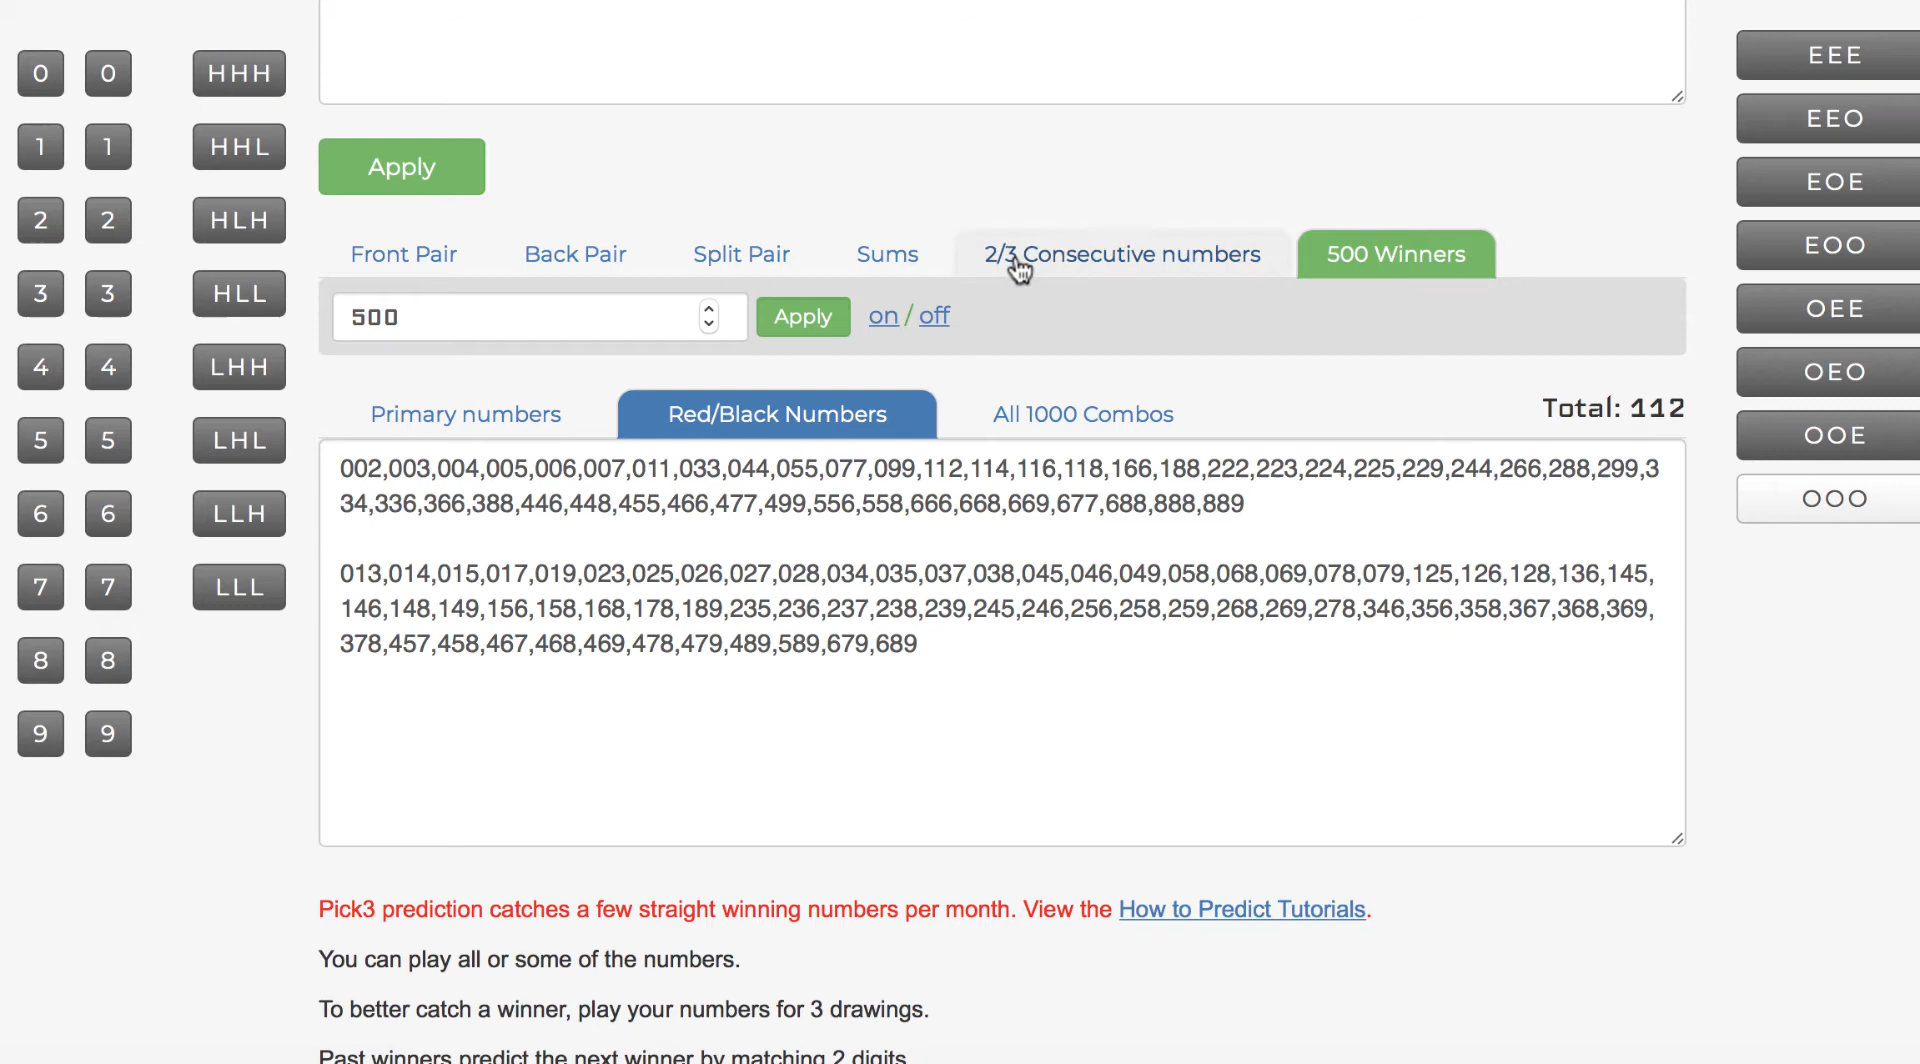 0 0 HHH
1 1 HHL
2 2 HLH
3 3 HLL
4 4 LHH
5 5 LHL
6 6 LLH
7 7 LLL
8 8
9 9
Apply
Front Pair Back Pair Split Pair Sums 2/3 Consecutive numbers 500 Winners
500 Apply on / off
Primary numbers Red/Black Numbers All 1000 Combos Total: 112
002,003,004,005,006,007,011,033,044,055,077,099,112,114,116,118,166,188,222,223,224,225,229,244,266,288,299,3
34,336,366,388,446,448,455,466,477,499,556,558,666,668,669,677,688,888,889
013,014,015,017,019,023,025,026,027,028,034,035,037,038,045,046,049,058,068,069,078,079,125,126,128,136,145,
146,148,149,156,158,168,178,189,235,236,237,238,239,245,246,256,258,259,268,269,278,346,356,358,367,368,369,
378,457,458,467,468,469,478,479,489,589,679,689
Pick3 prediction catches a few straight winning numbers per month. View the How to Predict Tutorials.
You can play all or some of the numbers.
To better catch a winner, play your numbers for 3 drawings.
Past winners predict the next winner by matching 2 digits
EEE
EEO
EOE
EOO
OEE
OEO
OOE
OOO